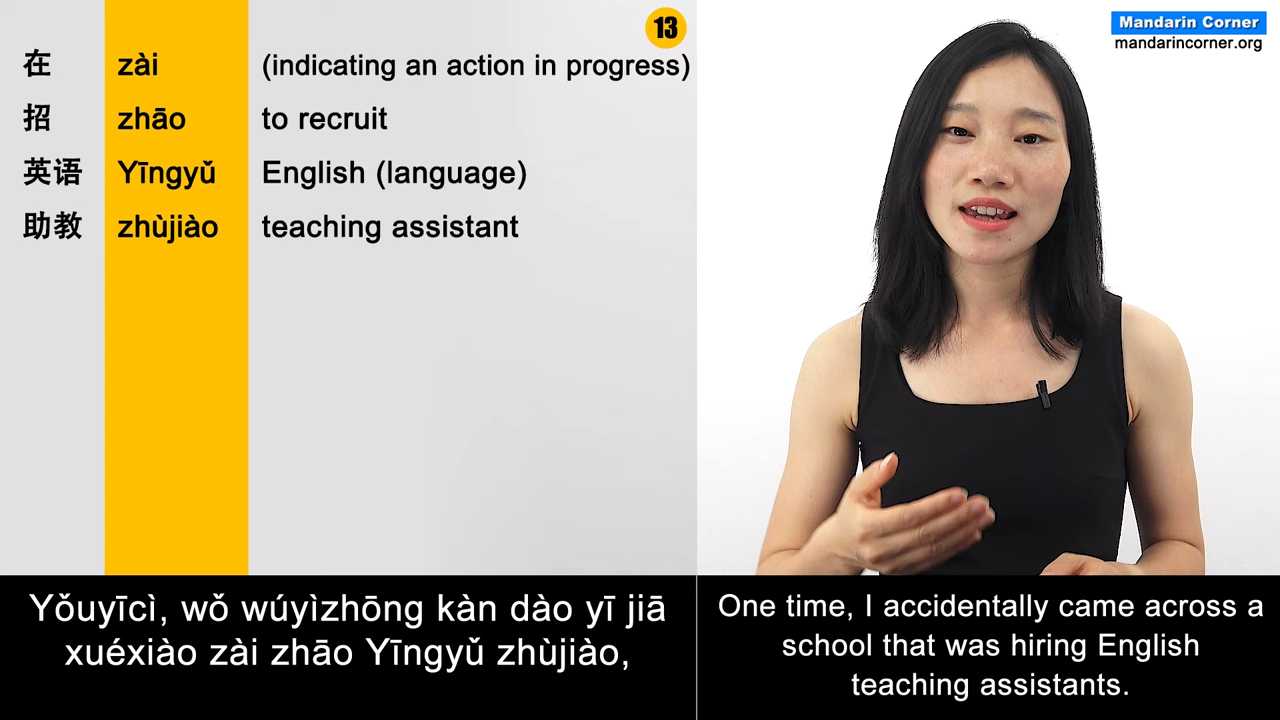 13
Mandarin Corner
mandarincorner.org
在 zài (indicating an action in progress)
招 zhāo to recruit
英语 Yīngyǔ English (language)
助教 zhùjiào teaching assistant
Yǒuyīcì, wǒ wúyìzhōng kàn dào yī jiā
xuéxiào zài zhāo Yīngyǔ zhùjiào,
One time, I accidentally came across a
school that was hiring English
teaching assistants.